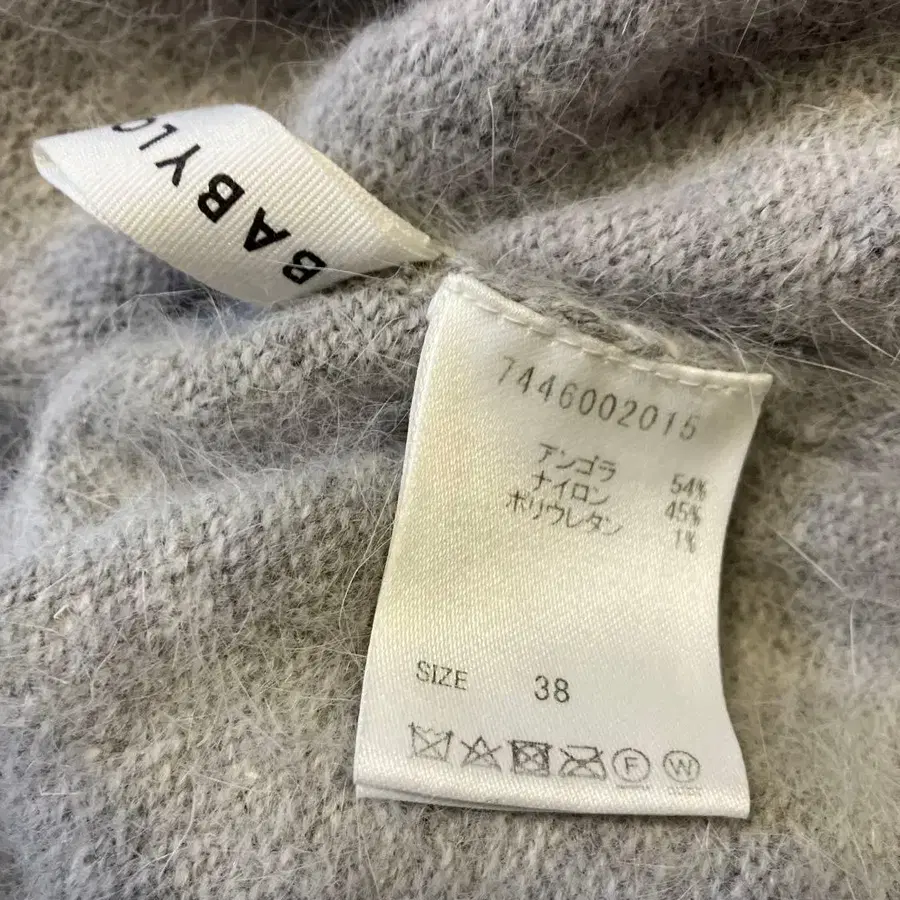 BABYLO
7446002015
アンゴラ 54%
ナイロン 45%
ポリウレタン 1%
SIZE 38
F W